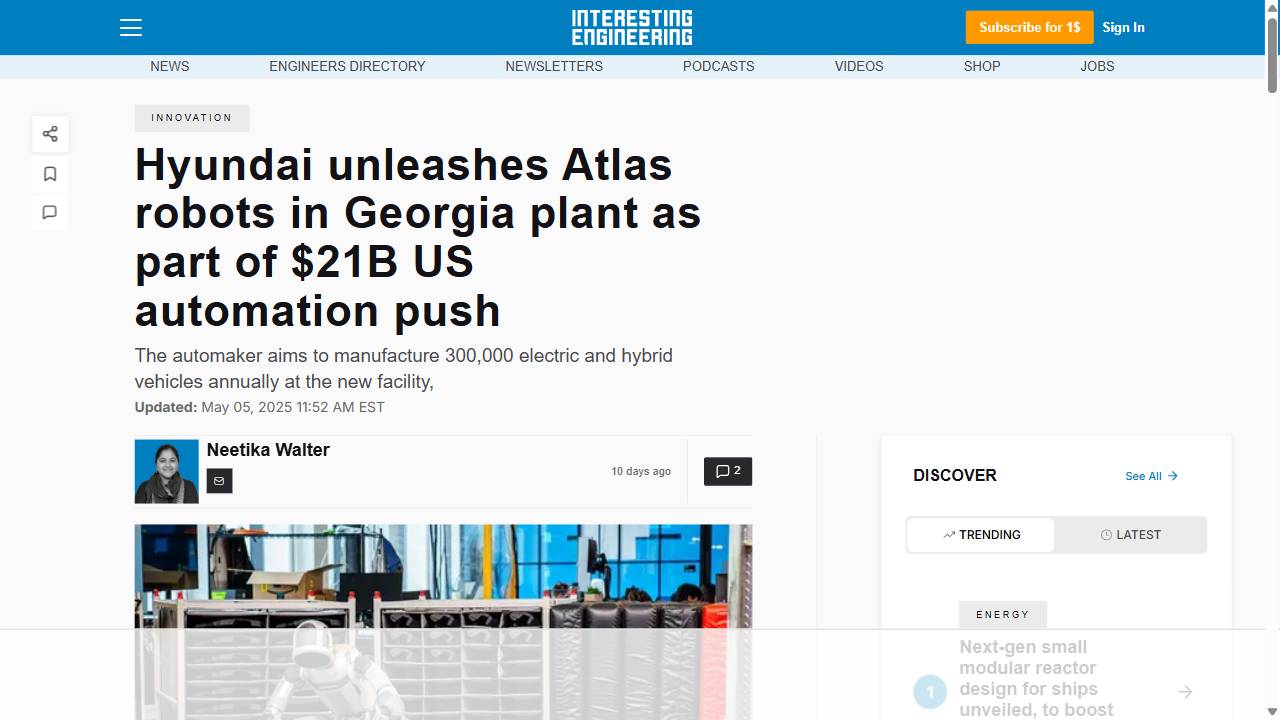 INTERESTING
ENGINEERING
Subscribe for 1$
Sign In
NEWS
ENGINEERS DIRECTORY
NEWSLETTERS
PODCASTS
VIDEOS
SHOP
JOBS
INNOVATION
Hyundai unleashes Atlas
robots in Georgia plant as
part of $21B US
automation push
The automaker aims to manufacture 300,000 electric and hybrid
vehicles annually at the new facility,
Updated: May 05, 2025 11:52 AM EST
Neetika Walter
10 days ago
2
DISCOVER
See All
TRENDING
LATEST
ENERGY
1
Next-gen small
modular reactor
design for ships
unveiled, to boost